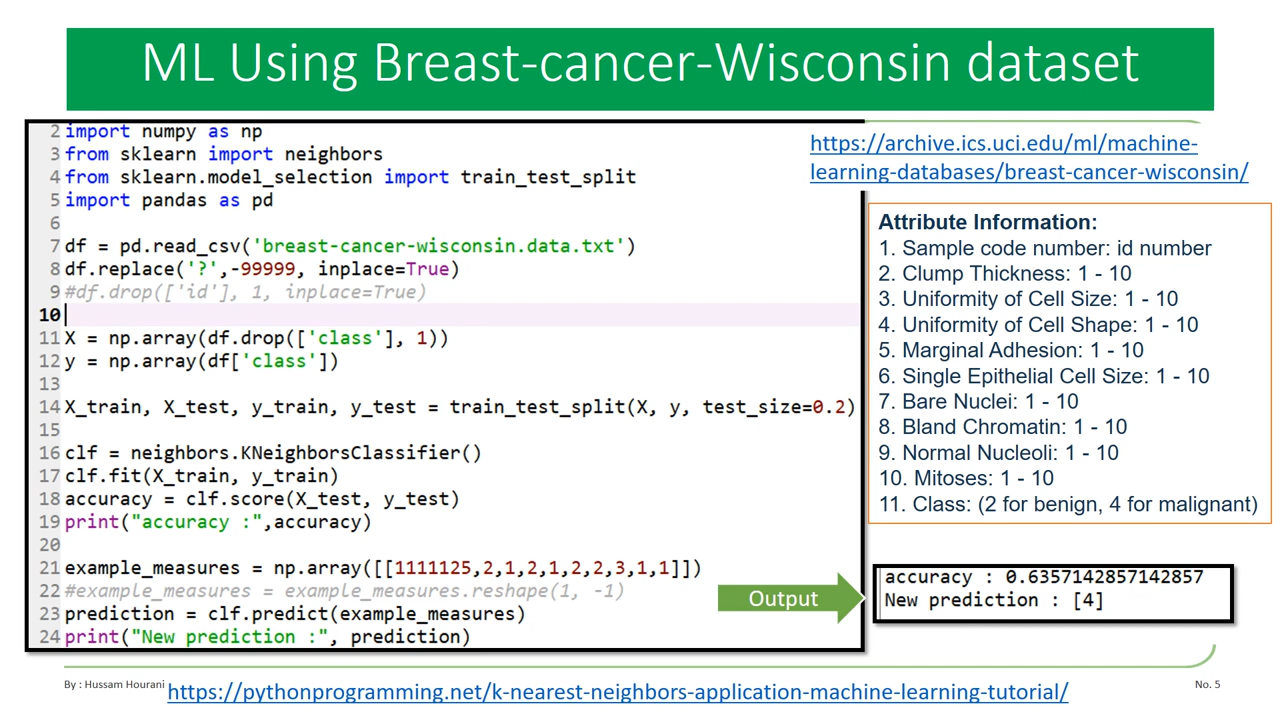 ML Using Breast-cancer-Wisconsin dataset
2 import numpy as np
3 from sklearn import neighbors
4 from sklearn.model_selection import train_test_split
5 import pandas as pd
6
7 df = pd.read_csv('breast-cancer-wisconsin.data.txt')
8 df.replace('?',-99999, inplace=True)
9 #df.drop(['id'], 1, inplace=True)
10
11 X = np.array(df.drop(['class'], 1))
12 y = np.array(df['class'])
13
14 X_train, X_test, y_train, y_test = train_test_split(X, y, test_size=0.2)
15
16 clf = neighbors.KNeighborsClassifier()
17 clf.fit(X_train, y_train)
18 accuracy = clf.score(X_test, y_test)
19 print("accuracy :",accuracy)
20
21 example_measures = np.array([[1111125,2,1,2,1,2,2,3,1,1]])
22 #example_measures = example_measures.reshape(1, -1)
23 prediction = clf.predict(example_measures)
24 print("New prediction :", prediction)
https://archive.ics.uci.edu/ml/machine-
learning-databases/breast-cancer-wisconsin/
Attribute Information:
1. Sample code number: id number
2. Clump Thickness: 1 - 10
3. Uniformity of Cell Size: 1 - 10
4. Uniformity of Cell Shape: 1 - 10
5. Marginal Adhesion: 1 - 10
6. Single Epithelial Cell Size: 1 - 10
7. Bare Nuclei: 1 - 10
8. Bland Chromatin: 1 - 10
9. Normal Nucleoli: 1 - 10
10. Mitoses: 1 - 10
11. Class: (2 for benign, 4 for malignant)
Output
accuracy : 0.6357142857142857
New prediction : [4]
By : Hussam Hourani
https://pythonprogramming.net/k-nearest-neighbors-application-machine-learning-tutorial/
No. 5